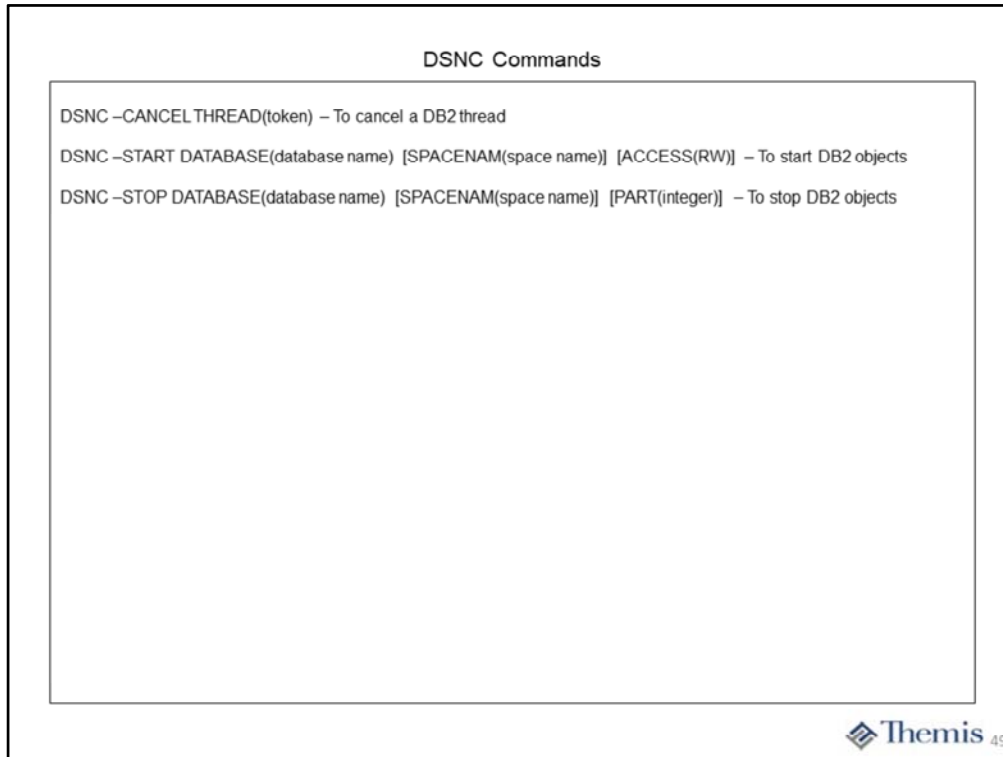 DSNC Commands
DSNC –CANCEL THREAD(token) – To cancel a DB2 thread
DSNC –START DATABASE(database name) [SPACENAM(space name)] [ACCESS(RW)] – To start DB2 objects
DSNC –STOP DATABASE(database name) [SPACENAM(space name)] [PART(integer)] – To stop DB2 objects
Themis 49